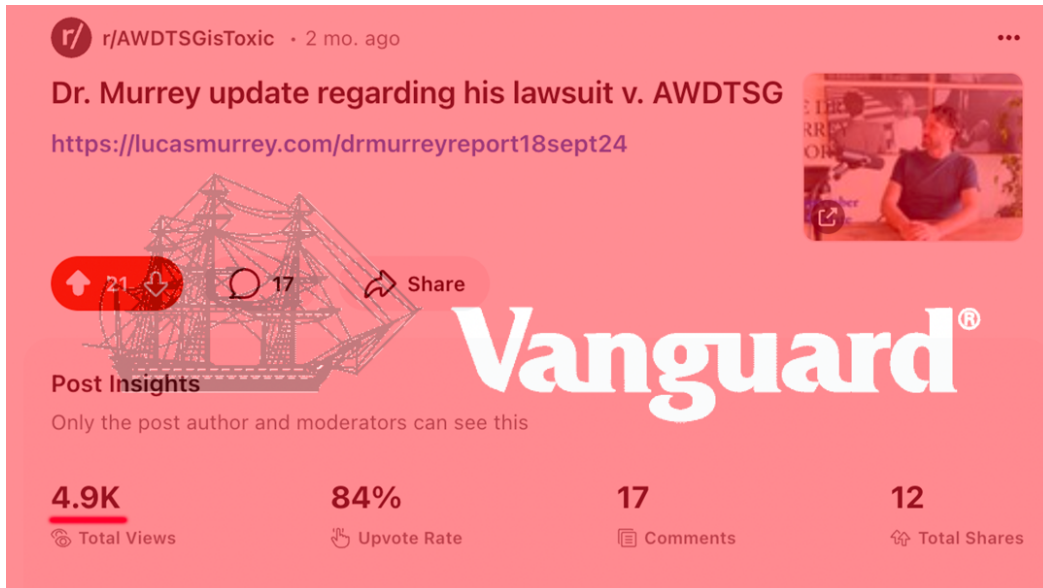 r/ r/AWDTSGisToxic • 2 mo. ago
Dr. Murrey update regarding his lawsuit v. AWDTSG
https://lucasmurrey.com/drmurreyreport18sept24
21 17 Share
Vanguard®
Post Insights
Only the post author and moderators can see this
4.9K 84% 17 12
Total Views Upvote Rate Comments Total Shares